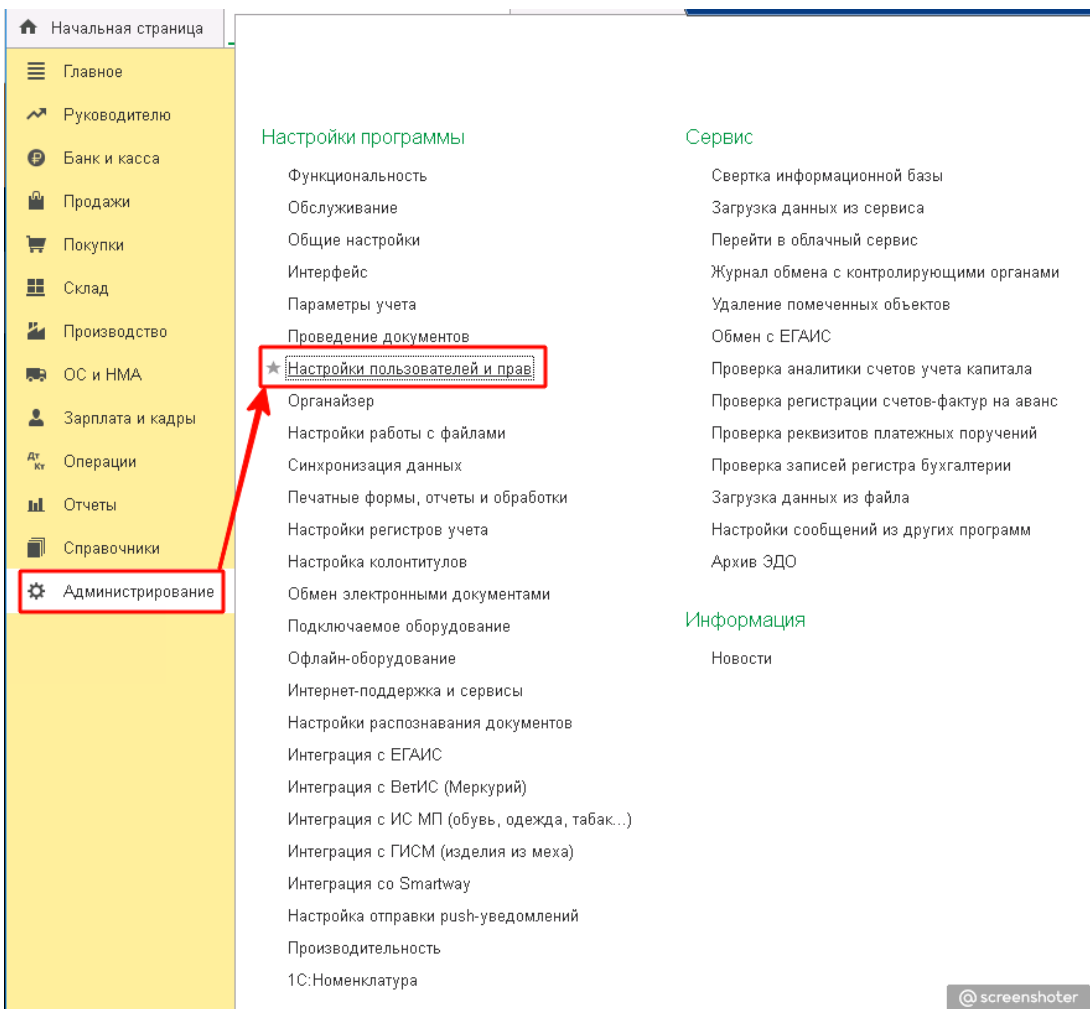 Начальная страница
Главное
Руководителю
Банк и касса
Продажи
Покупки
Склад
Производство
ОС и НМА
Зарплата и кадры
Дт Кт Операции
Отчеты
Справочники
Администрирование
Настройки программы
Функциональность
Обслуживание
Общие настройки
Интерфейс
Параметры учета
Проведение документов
Настройки пользователей и прав
Органайзер
Настройки работы с файлами
Синхронизация данных
Печатные формы, отчеты и обработки
Настройки регистров учета
Настройка колонтитулов
Обмен электронными документами
Подключаемое оборудование
Офлайн-оборудование
Интернет-поддержка и сервисы
Настройки распознавания документов
Интеграция с ЕГАИС
Интеграция с ВетИС (Меркурий)
Интеграция с ИС МП (обувь, одежда, табак...)
Интеграция с ГИСМ (изделия из меха)
Интеграция со Smartway
Настройка отправки push-уведомлений
Производительность
1С:Номенклатура
Сервис
Свертка информационной базы
Загрузка данных из сервиса
Перейти в облачный сервис
Журнал обмена с контролирующими органами
Удаление помеченных объектов
Обмен с ЕГАИС
Проверка аналитики счетов учета капитала
Проверка регистрации счетов-фактур на аванс
Проверка реквизитов платежных поручений
Проверка записей регистра бухгалтерии
Загрузка данных из файла
Настройки сообщений из других программ
Архив ЭДО
Информация
Новости
@ screenshoter